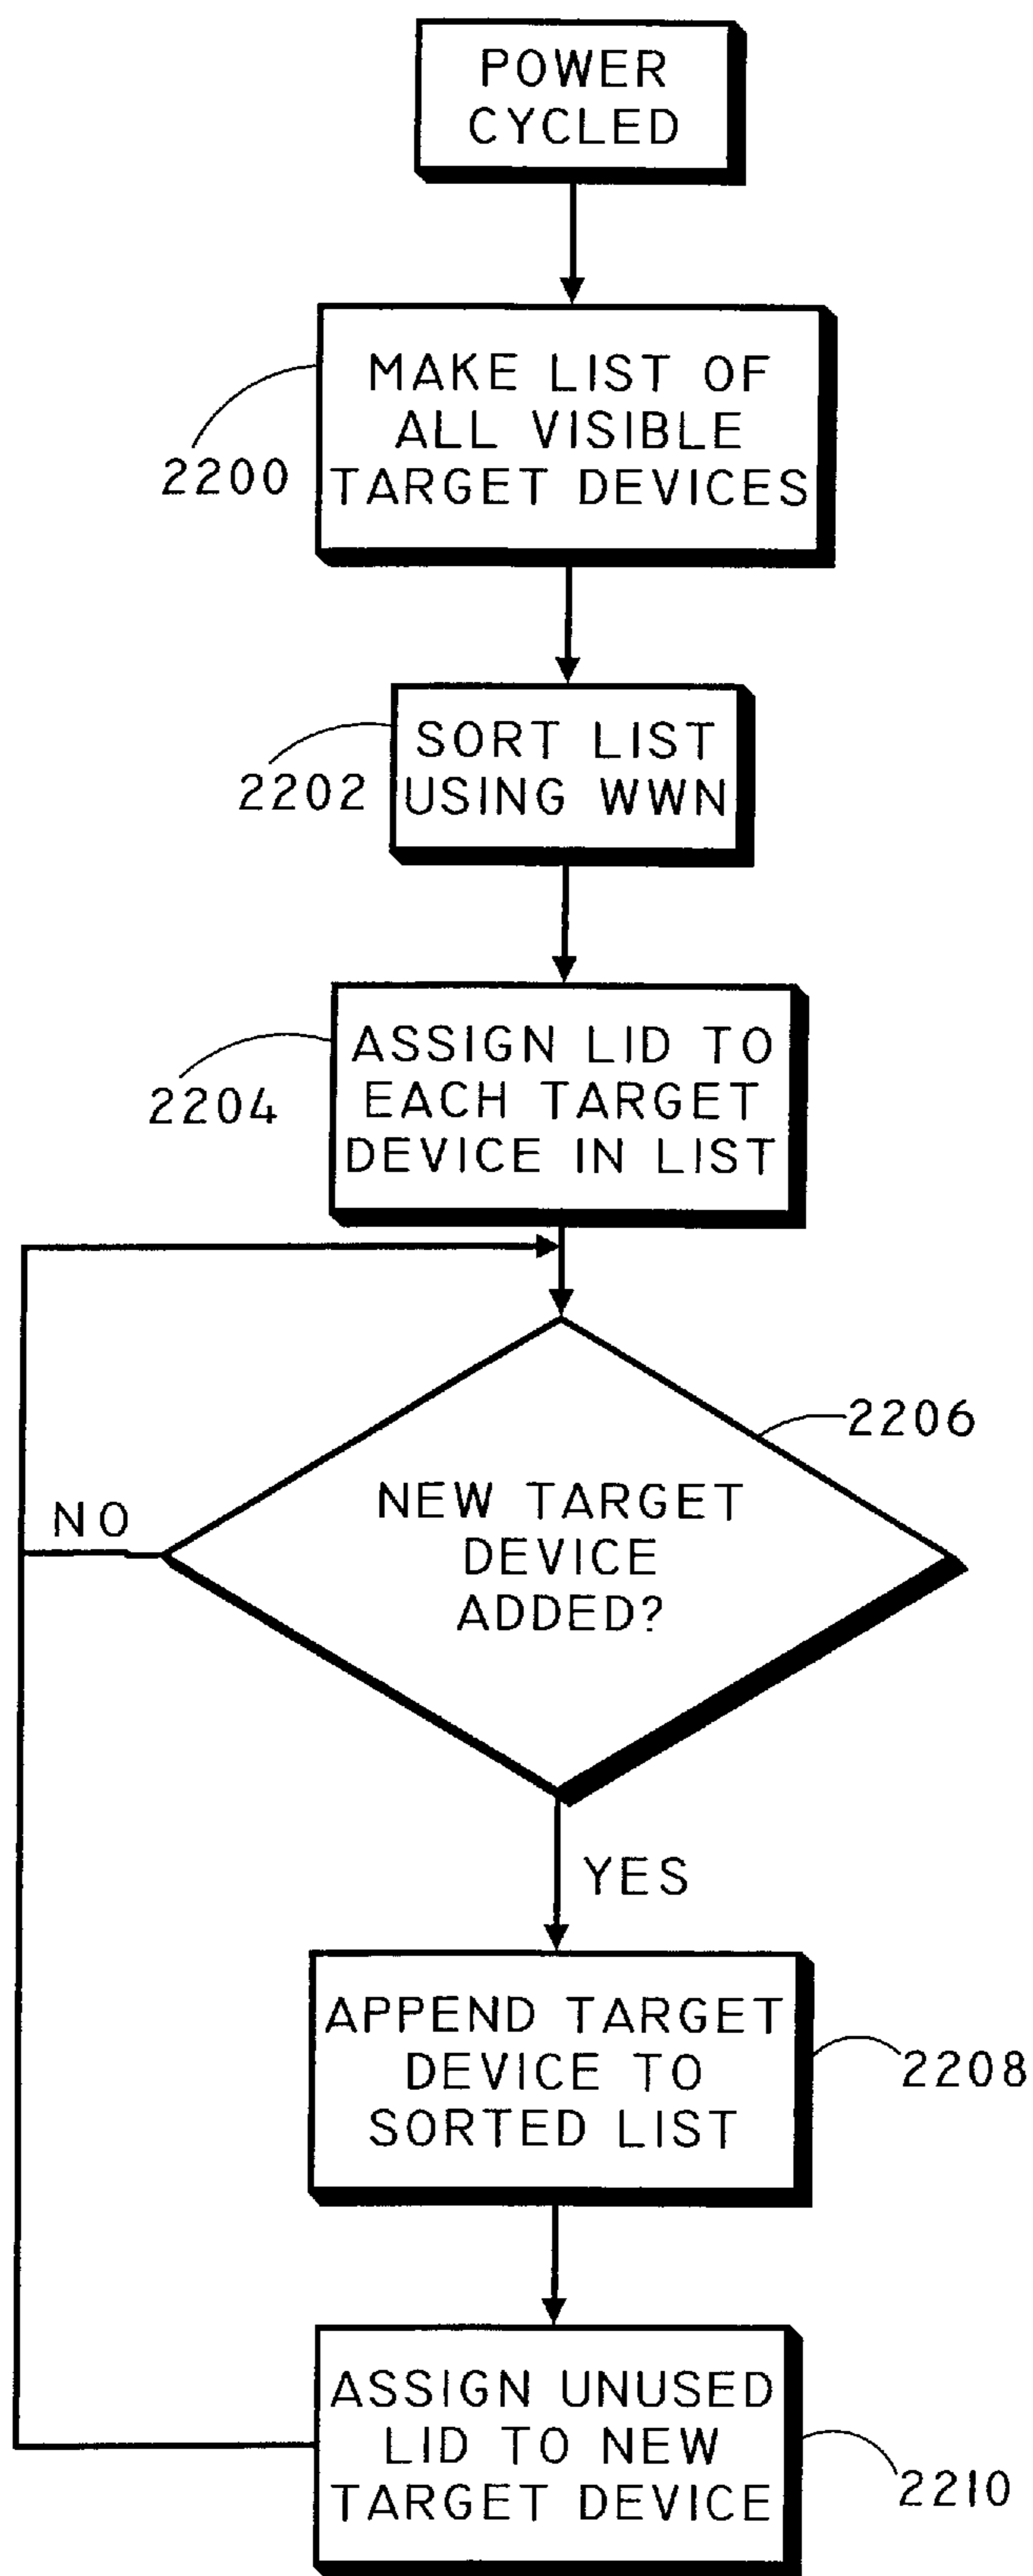 POWER
CYCLED
MAKE LIST OF
ALL VISIBLE
TARGET DEVICES
2200
SORT LIST
USING WWN
2202
ASSIGN LID TO
EACH TARGET
DEVICE IN LIST
2204
2206
NEW TARGET
DEVICE
ADDED?
NO
YES
APPEND TARGET
DEVICE TO
SORTED LIST
2208
ASSIGN UNUSED
LID TO NEW
TARGET DEVICE
2210